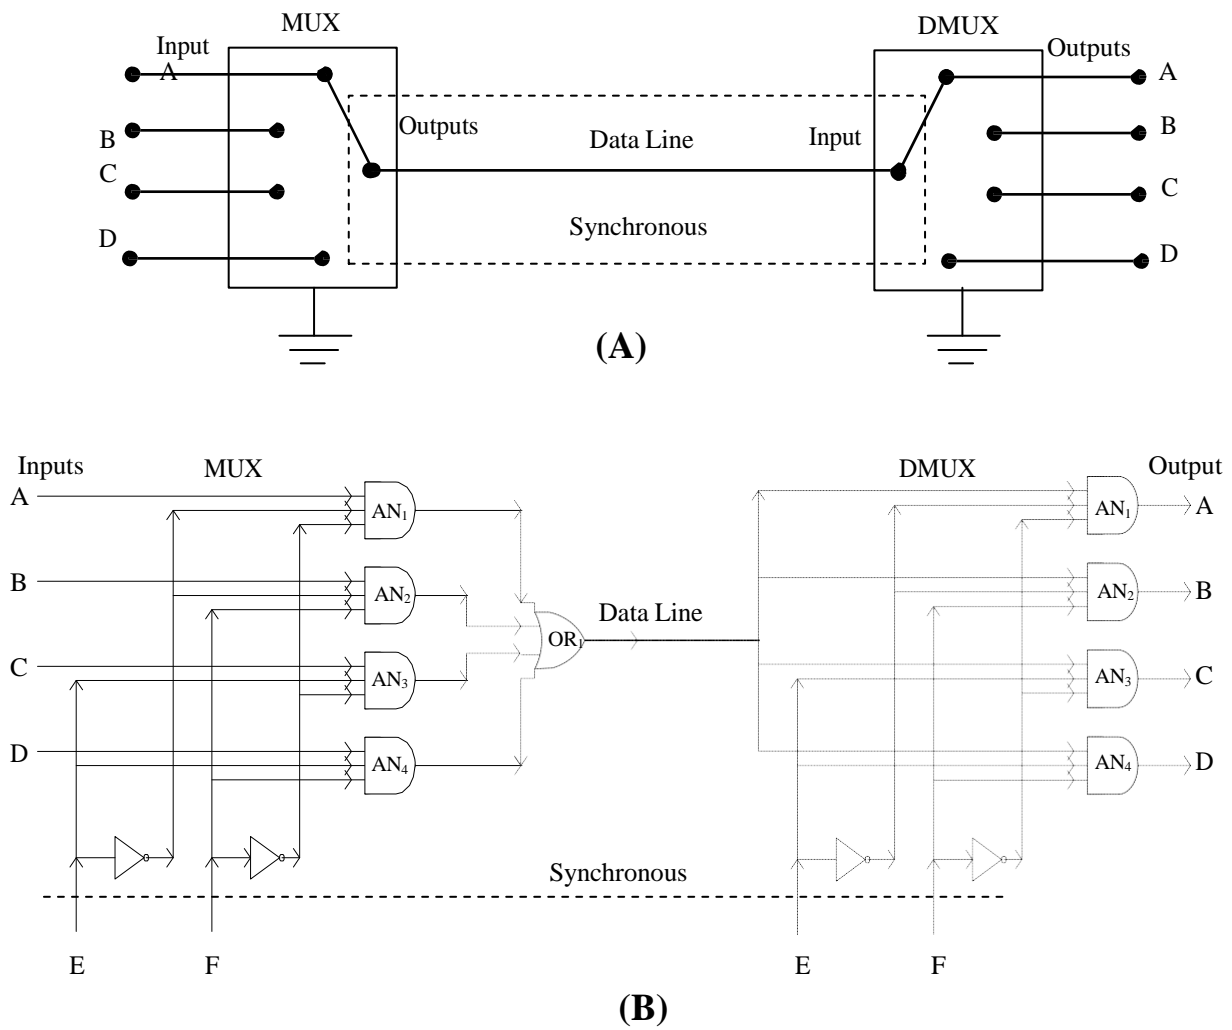 MUX
DMUX
Input
Outputs
A
A
B
Outputs
Data Line
Input
B
C
C
D
Synchronous
D
(A)
Inputs
MUX
DMUX
Output
A
AN1
AN1
A
B
AN2
AN2
B
Data Line
OR1
C
AN3
AN3
C
D
AN4
AN4
D
Synchronous
E
F
E
F
(B)